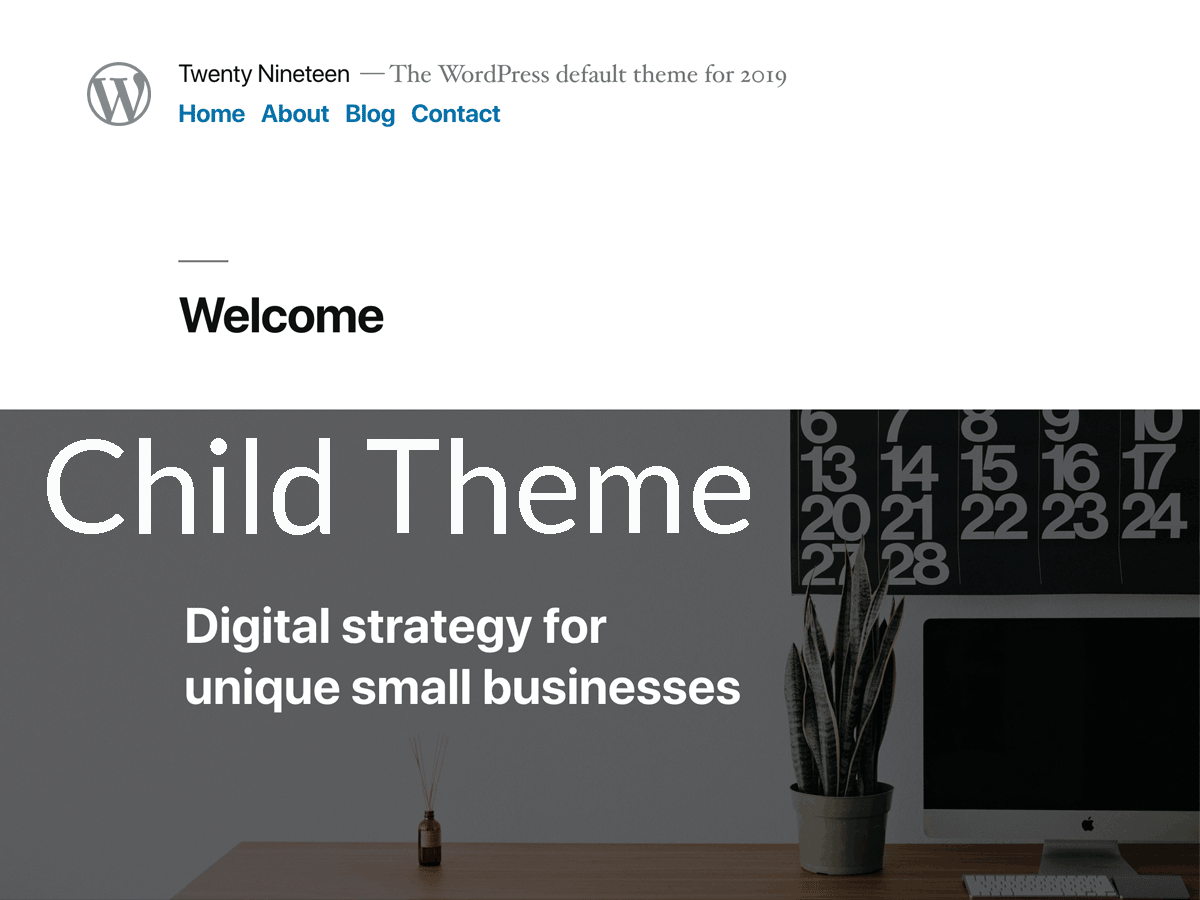 Twenty Nineteen — The WordPress default theme for 2019
Home About Blog Contact
Welcome
Child Theme
6 7 8 9 10
13 14 15 16 17
20 21 22 23 24
27 28
Digital strategy for
unique small businesses